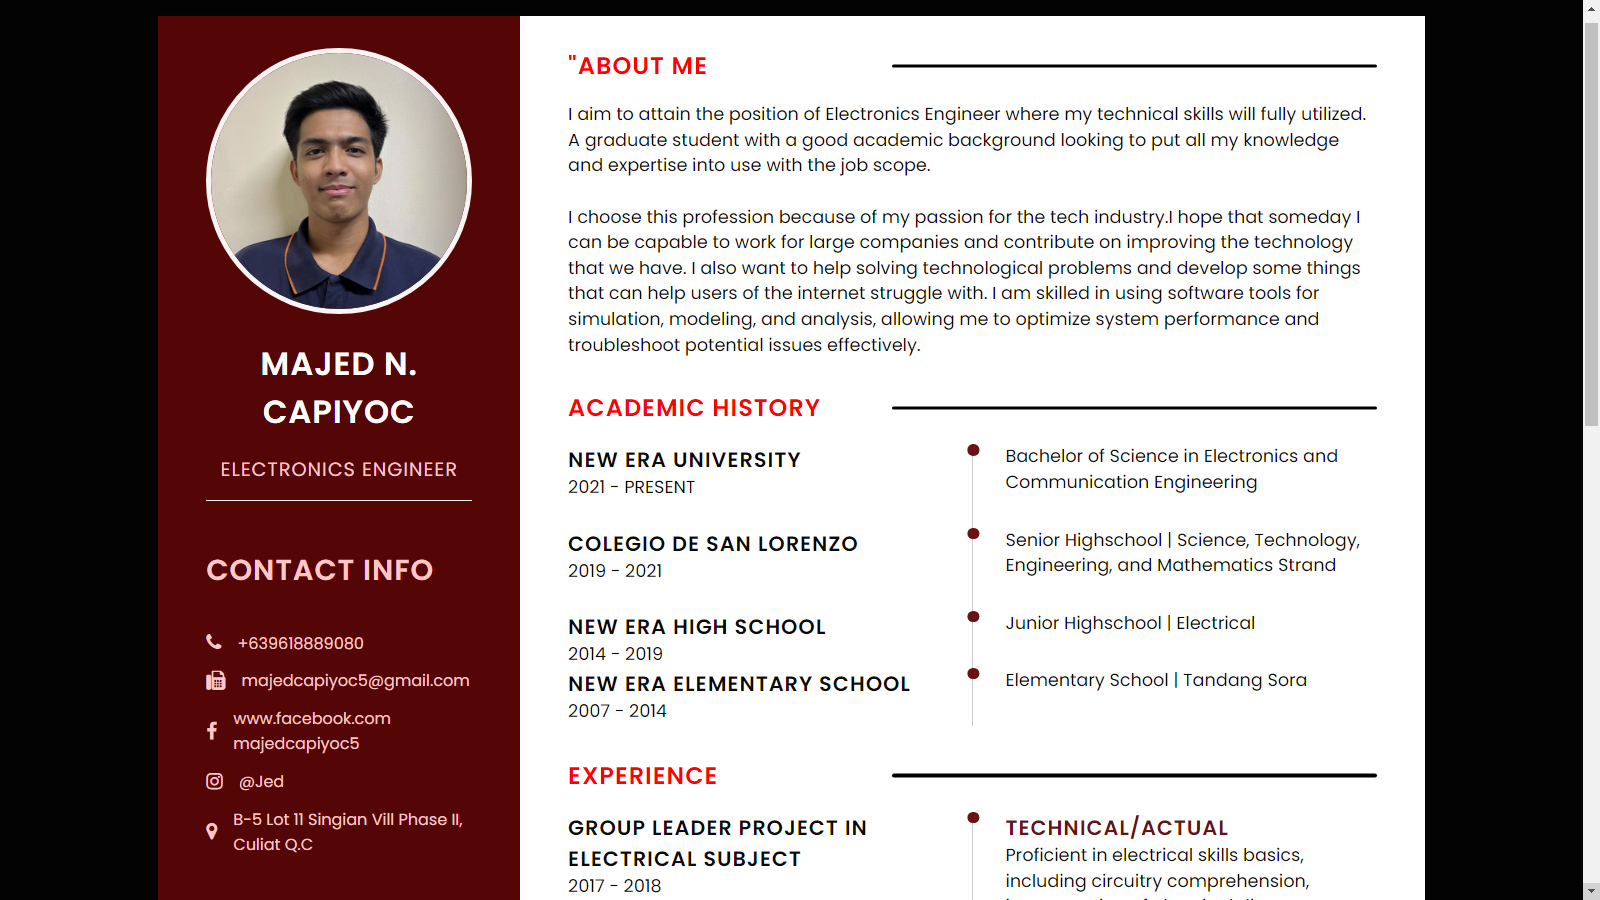 MAJED N.
CAPIYOC
ELECTRONICS ENGINEER
CONTACT INFO
+639618889080
majedcapiyoc5@gmail.com
www.facebook.com
majedcapiyoc5
@Jed
B-5 Lot 11 Singian Vill Phase II,
Culiat Q.C
"ABOUT ME
I aim to attain the position of Electronics Engineer where my technical skills will fully utilized.
A graduate student with a good academic background looking to put all my knowledge
and expertise into use with the job scope.
I choose this profession because of my passion for the tech industry.I hope that someday I
can be capable to work for large companies and contribute on improving the technology
that we have. I also want to help solving technological problems and develop some things
that can help users of the internet struggle with. I am skilled in using software tools for
simulation, modeling, and analysis, allowing me to optimize system performance and
troubleshoot potential issues effectively.
ACADEMIC HISTORY
NEW ERA UNIVERSITY
2021 - PRESENT
Bachelor of Science in Electronics and
Communication Engineering
COLEGIO DE SAN LORENZO
2019 - 2021
Senior Highschool | Science, Technology,
Engineering, and Mathematics Strand
NEW ERA HIGH SCHOOL
2014 - 2019
Junior Highschool | Electrical
NEW ERA ELEMENTARY SCHOOL
2007 - 2014
Elementary School | Tandang Sora
EXPERIENCE
GROUP LEADER PROJECT IN
ELECTRICAL SUBJECT
2017 - 2018
TECHNICAL/ACTUAL
Proficient in electrical skills basics,
including circuitry comprehension,